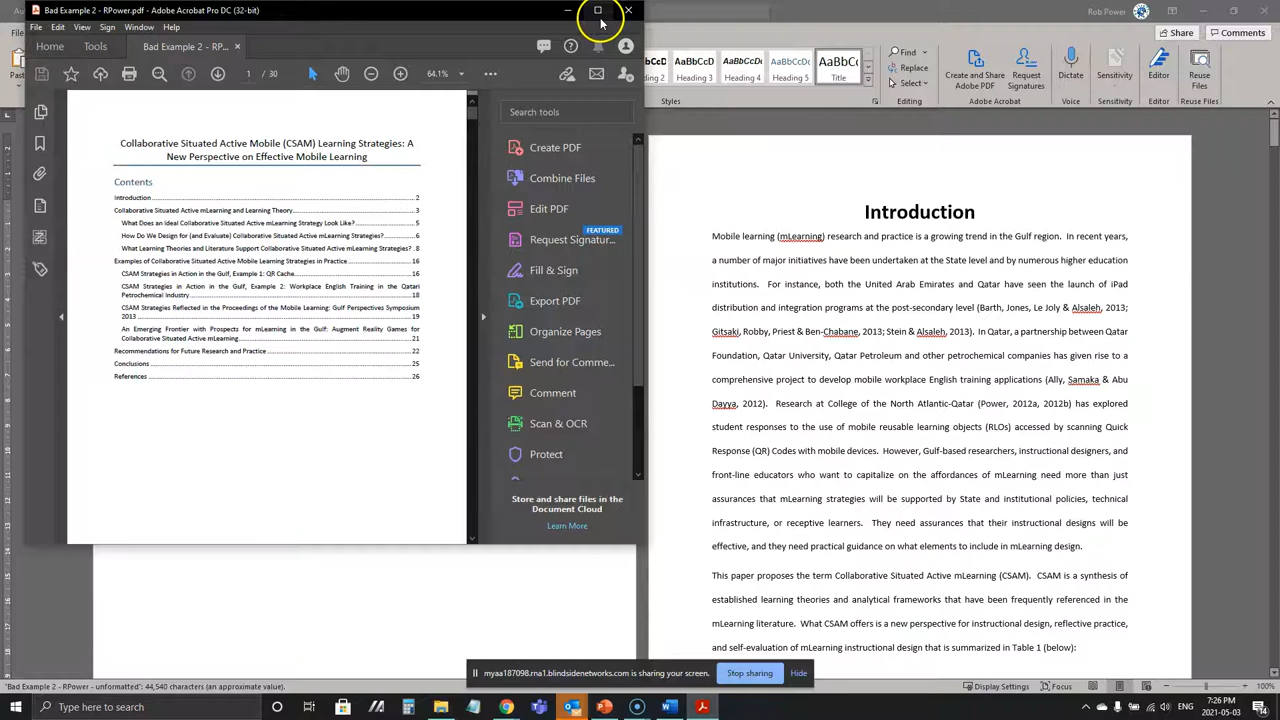 Bad Example 2 - RPower.pdf - Adobe Acrobat Pro DC (32-bit)
File Edit View Sign Window Help
Home Tools Bad Example 2 - RP...
1 / 30 64.1%
Collaborative Situated Active Mobile (CSAM) Learning Strategies: A
New Perspective on Effective Mobile Learning
Contents
Introduction 2
Collaborative Situated Active mLearning and Learning Theory 3
What Does an Ideal Collaborative Situated Active mLearning Strategy Look Like? 5
How Do We Design for (and Evaluate) Collaborative Situated Active mLearning Strategies? 6
What Learning Theories and Literature Support Collaborative Situated Active mLearning Strategies? . 8
Examples of Collaborative Situated Active Mobile Learning Strategies in Practice 16
CSAM Strategies in Action in the Gulf, Example 1: QR Cache 16
CSAM Strategies in Action in the Gulf, Example 2: Workplace English Training in the Qatari
Petrochemical Industry 18
CSAM Strategies Reflected in the Proceedings of the Mobile Learning: Gulf Perspectives Symposium
2013 19
An Emerging Frontier with Prospects for mLearning in the Gulf: Augment Reality Games for
Collaborative Situated Active mLearning 21
Recommendations for Future Research and Practice 22
Conclusions 25
References 26
Search tools
Create PDF
Combine Files
Edit PDF
FEATURED
Request Signatur...
Fill & Sign
Export PDF
Organize Pages
Send for Comme...
Comment
Scan & OCR
Protect
Store and share files in the
Document Cloud
Learn More
Rob Power
Share Comments
AaBbC
Heading 3 Heading 4 Heading 5 Title
Styles
Find
Replace
Select
Editing
Create and Share
Adobe PDF
Request
Signatures
Adobe Acrobat
Dictate
Voice
Sensitivity
Sensitivity
Editor
Editor
Reuse
Files
Reuse Files
Introduction
Mobile learning (mLearning) research and practice is a growing trend in the Gulf region. In recent years,
a number of major initiatives have been undertaken at the State level and by numerous higher education
institutions. For instance, both the United Arab Emirates and Qatar have seen the launch of iPad
distribution and integration programs at the post-secondary level (Barth, Jones, Le Joly & Alsaleh, 2013;
Gitsaki, Robby, Priest & Ben-Chabane, 2013; Stein & Alsaleh, 2013). In Qatar, a partnership between Qatar
Foundation, Qatar University, Qatar Petroleum and other petrochemical companies has given rise to a
comprehensive project to develop mobile workplace English training applications (Ally, Samaka & Abu
Dayya, 2012). Research at College of the North Atlantic-Qatar (Power, 2012a, 2012b) has explored
student responses to the use of mobile reusable learning objects (RLOs) accessed by scanning Quick
Response (QR) Codes with mobile devices. However, Gulf-based researchers, instructional designers, and
front-line educators who want to capitalize on the affordances of mLearning need more than just
assurances that mLearning strategies will be supported by State and institutional policies, technical
infrastructure, or receptive learners. They need assurances that their instructional designs will be
effective, and they need practical guidance on what elements to include in mLearning design.
This paper proposes the term Collaborative Situated Active mLearning (CSAM). CSAM is a synthesis of
established learning theories and analytical frameworks that have been frequently referenced in the
mLearning literature. What CSAM offers is a new perspective for instructional design, reflective practice,
and self-evaluation of mLearning instructional design that is summarized in Table 1 (below):
myaa187098.rna1.blindsidenetworks.com is sharing your screen. Stop sharing Hide
"Bad Example 2 - RPower - unformatted": 44,540 characters (an approximate value).
Display Settings Focus 100%
Type here to search
ENG
7:26 PM
2021-05-03